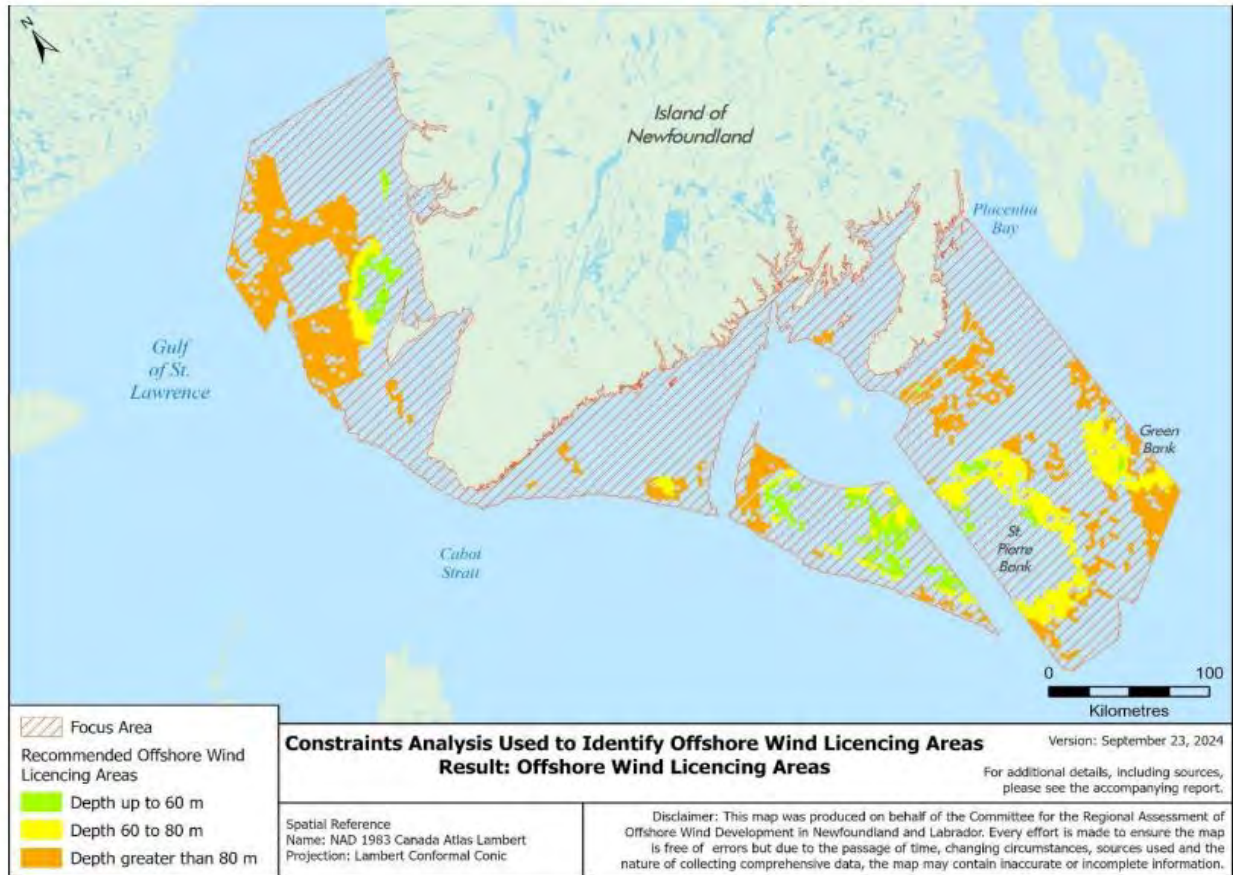 N
Island of
Newfoundland
Placentia
Bay
Gulf
of St.
Lawrence
Green
Bank
St.
Pierre
Bank
Cabot
Strait
0 100
Kilometres
Focus Area
Recommended Offshore Wind
Licencing Areas
Depth up to 60 m
Depth 60 to 80 m
Depth greater than 80 m
Constraints Analysis Used to Identify Offshore Wind Licencing Areas
Result: Offshore Wind Licencing Areas
Version: September 23, 2024
For additional details, including sources,
please see the accompanying report.
Spatial Reference
Name: NAD 1983 Canada Atlas Lambert
Projection: Lambert Conformal Conic
Disclaimer: This map was produced on behalf of the Committee for the Regional Assessment of
Offshore Wind Development in Newfoundland and Labrador. Every effort is made to ensure the map
is free of errors but due to the passage of time, changing circumstances, sources used and the
nature of collecting comprehensive data, the map may contain inaccurate or incomplete information.